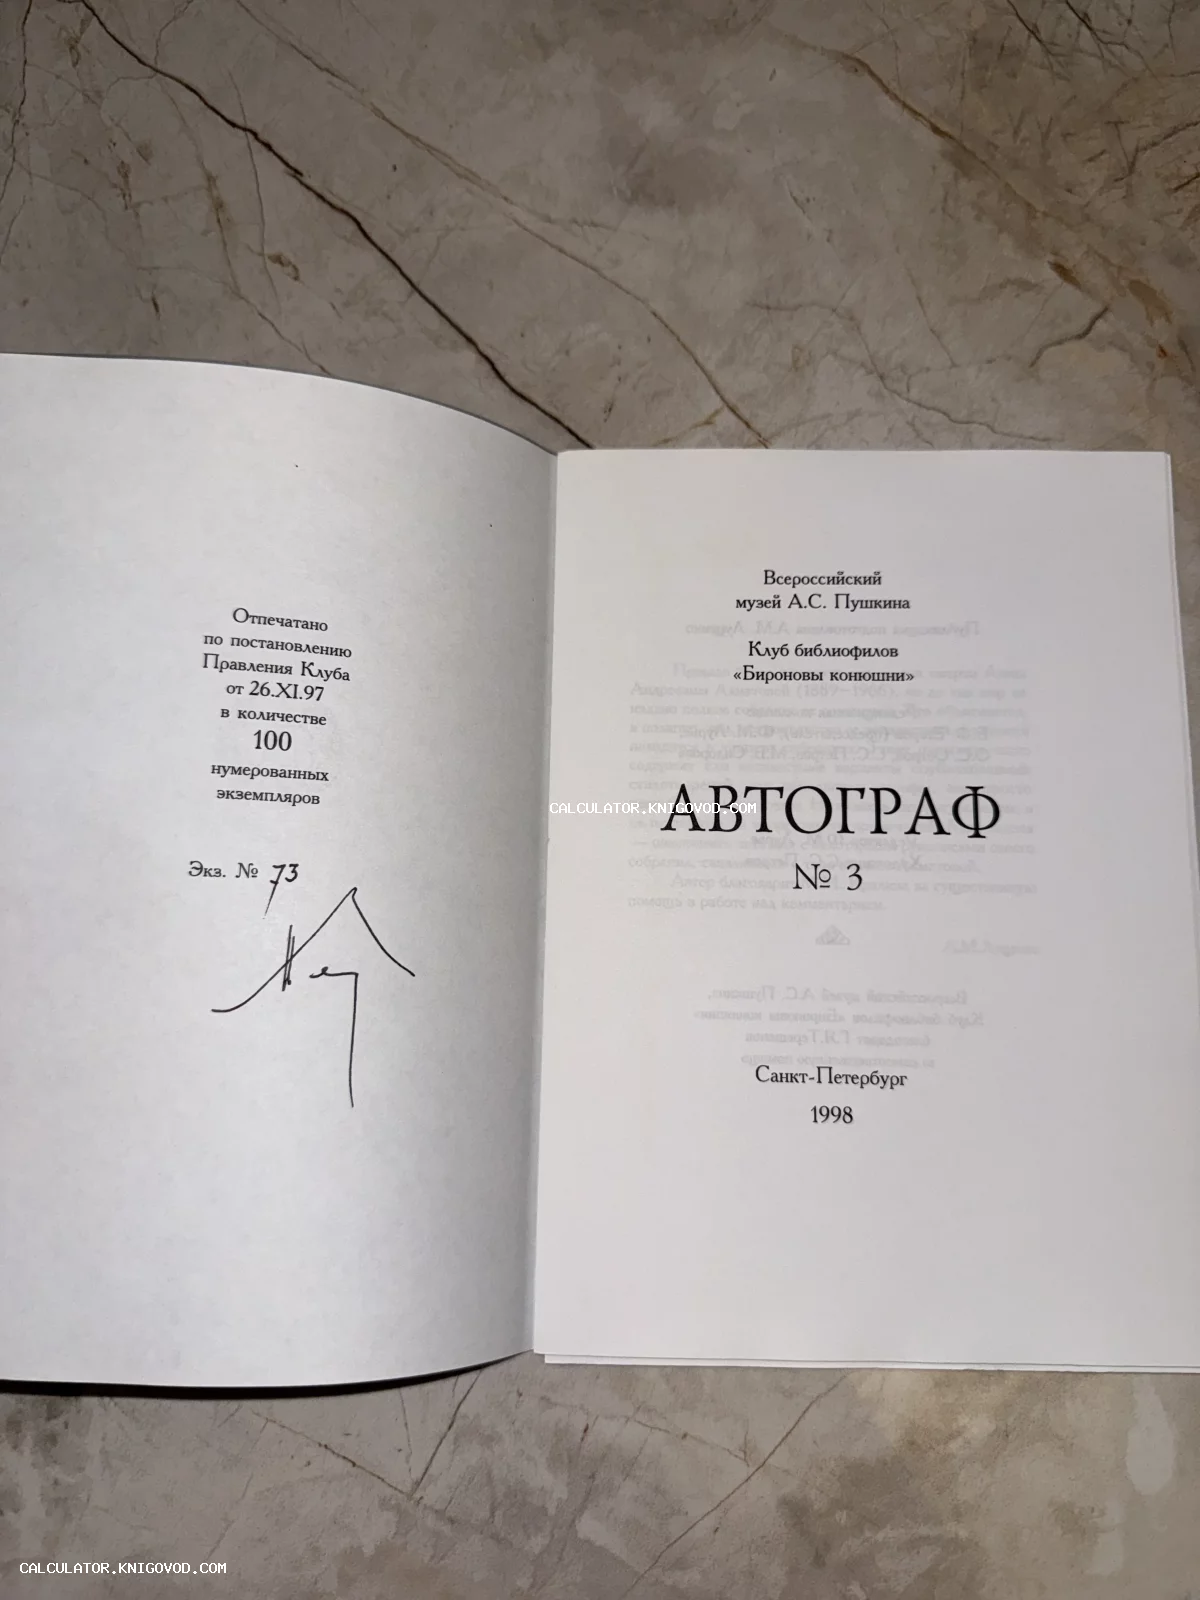 Отпечатано
по постановлению
Правления Клуба
от 26.XI.97
в количестве
100
нумерованных
экземпляров
Экз. № 73
Всероссийский
музей А.С. Пушкина
Клуб библиофилов
«Бироновы конюшни»
АВТОГРАФ
№ 3
Санкт-Петербург
1998
CALCULATOR.KNIGOVOD.COM
CALCULATOR.KNIGOVOD.COM